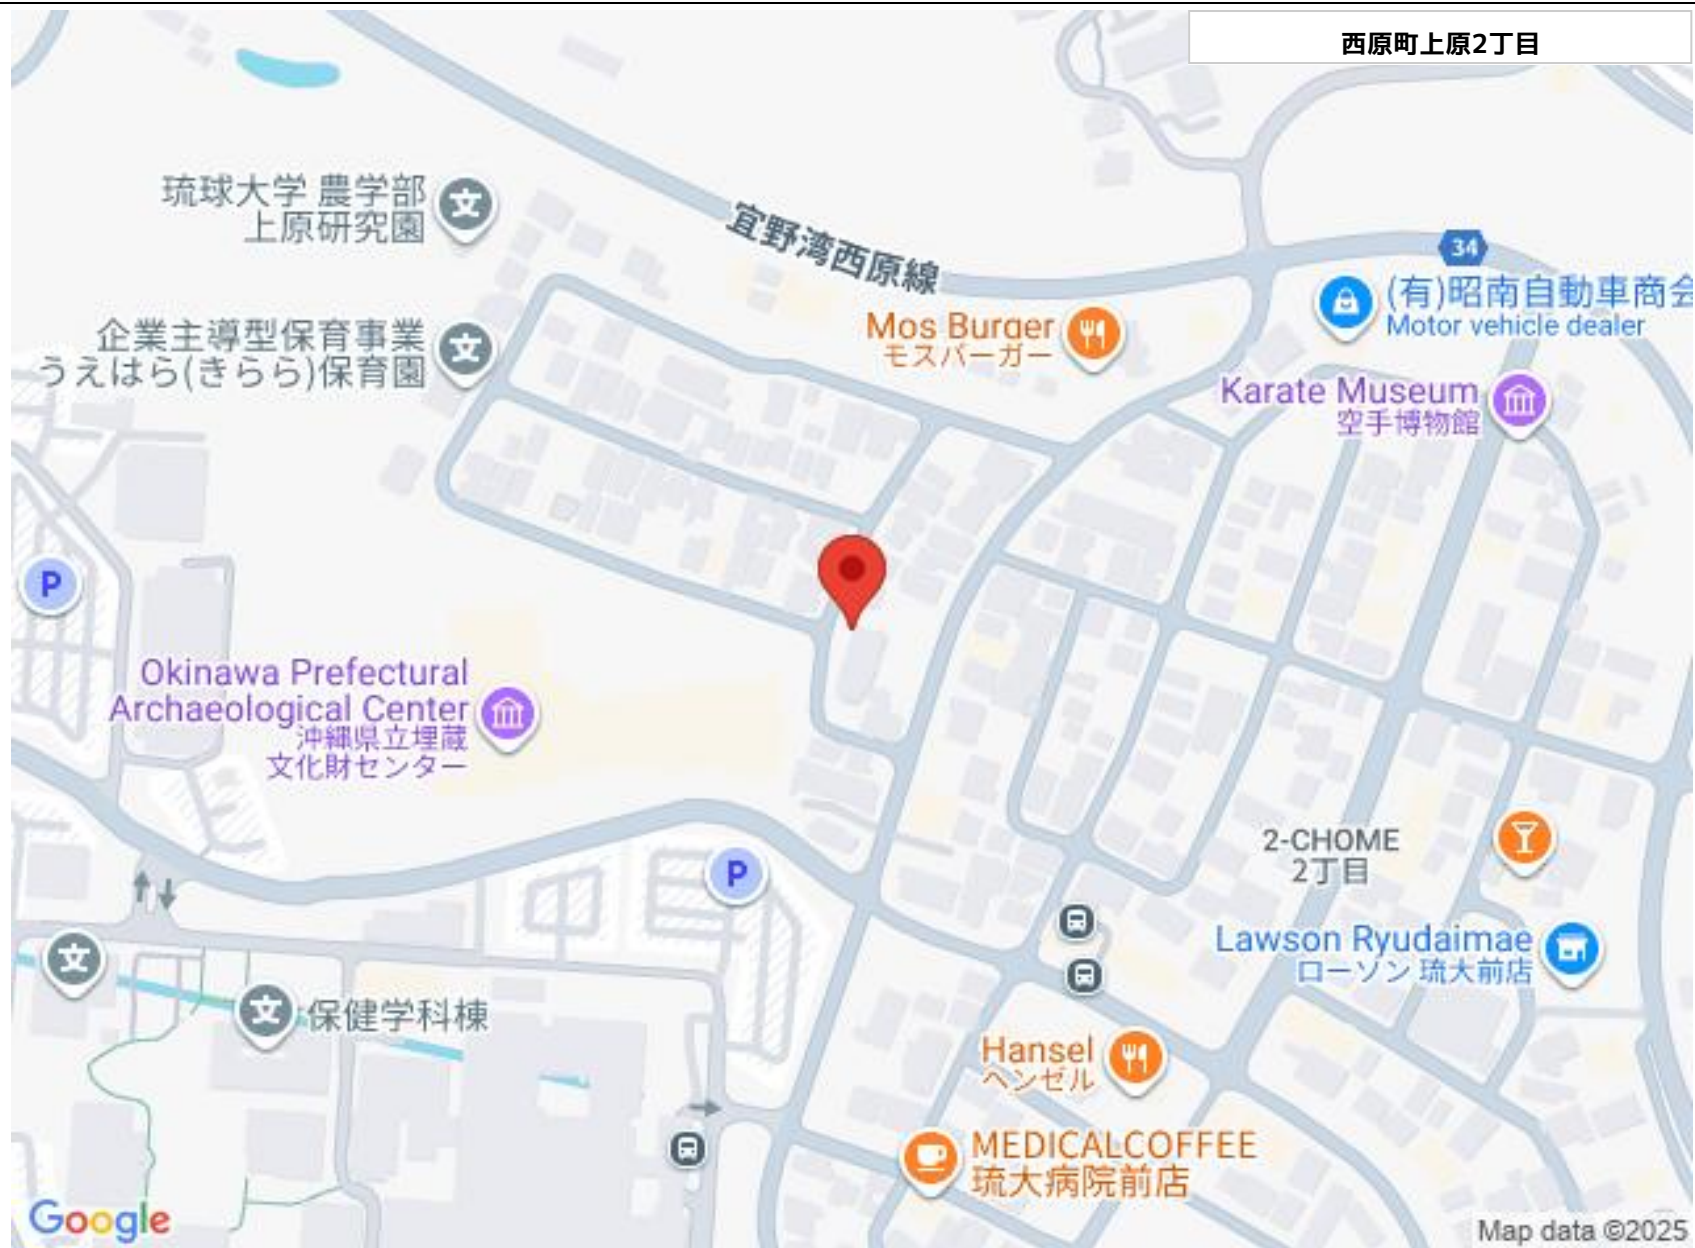 西原町上原2丁目
琉球大学 農学部
上原研究園
宜野湾西原線
34
(有)昭南自動車商会
Motor vehicle dealer
Mos Burger
モスバーガー
企業主導型保育事業
うえはら(きらら)保育園
Karate Museum
空手博物館
P
Okinawa Prefectural
Archaeological Center
沖縄県立埋蔵
文化財センター
2-CHOME
2丁目
P
文
文
文
文
Lawson Ryudaimae
ローソン 琉大前店
保健学科棟
Hansel
ヘンゼル
MEDICALCOFFEE
琉大病院前店
Google
Map data ©2025